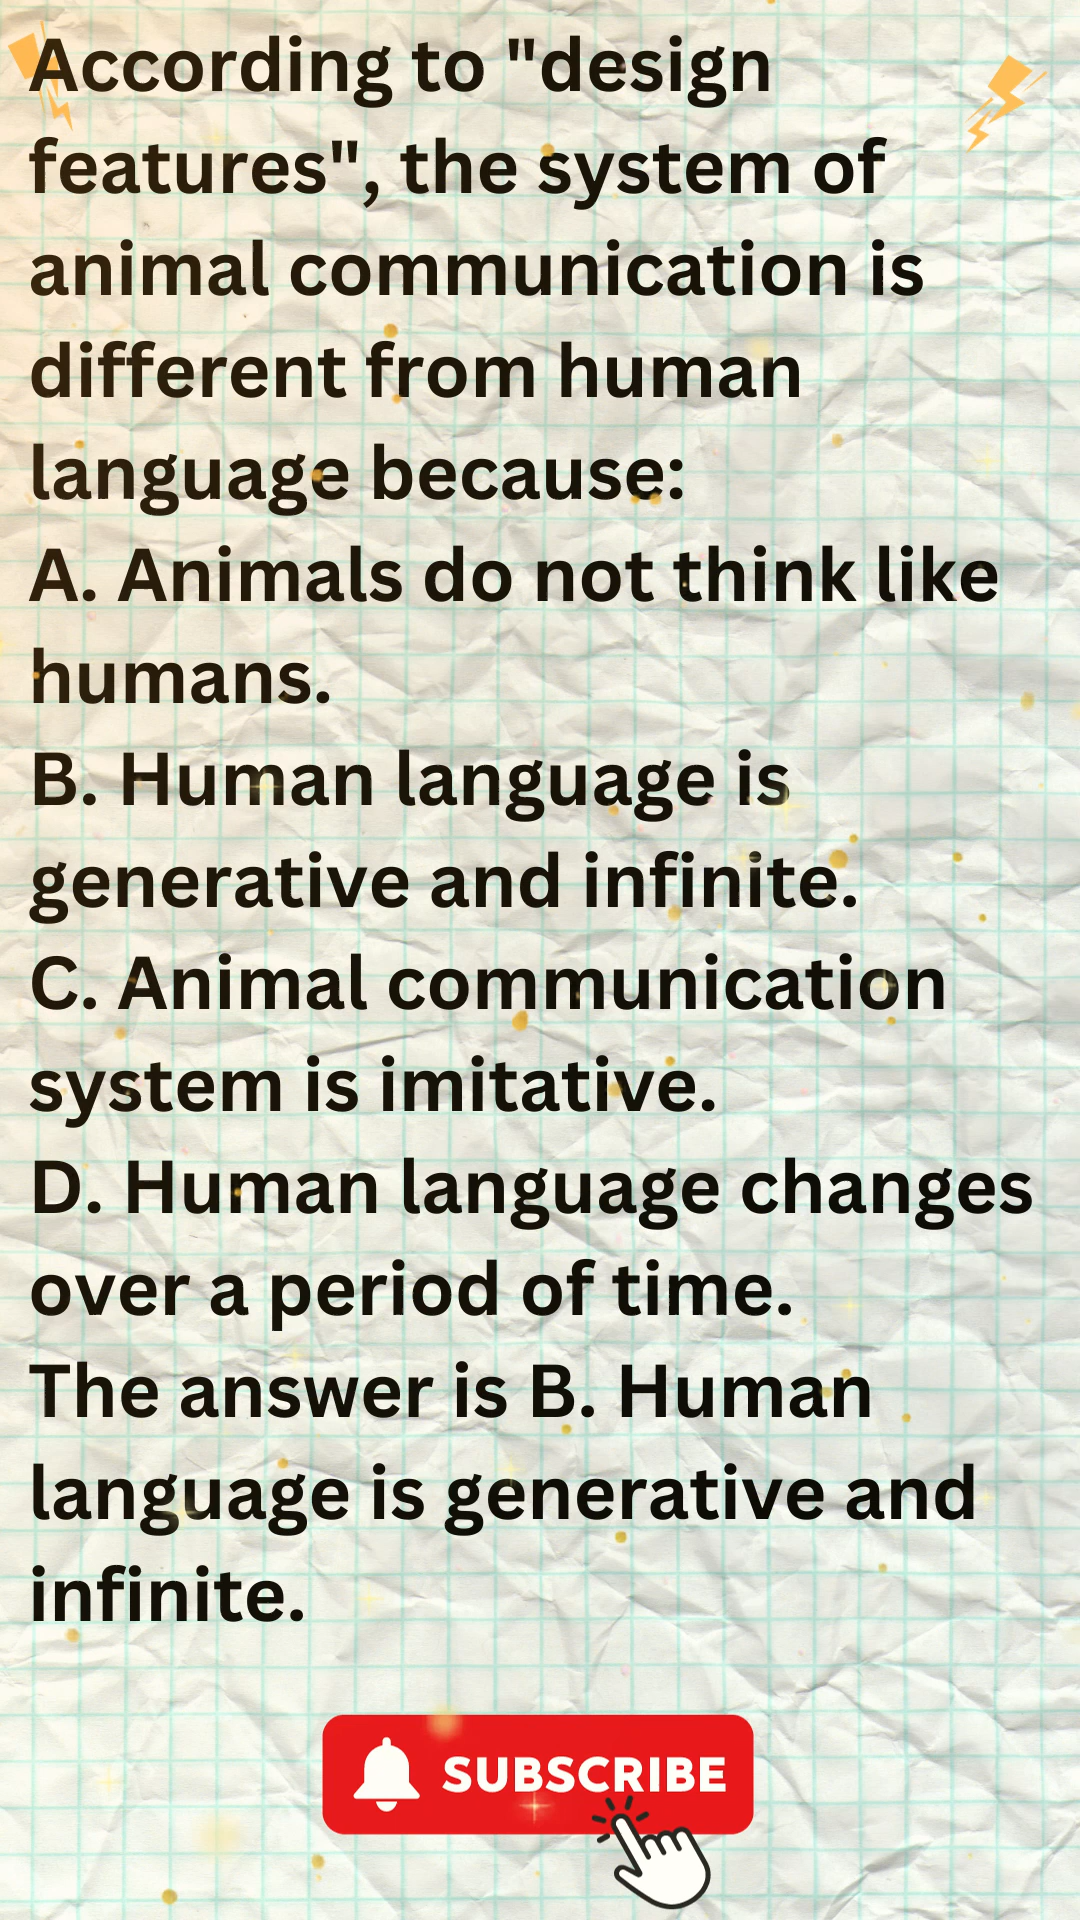 According to "design
features", the system of
animal communication is
different from human
language because:
A. Animals do not think like
humans.
B. Human language is
generative and infinite.
C. Animal communication
system is imitative.
D. Human language changes
over a period of time.
The answer is B. Human
language is generative and
infinite.
SUBSCRIBE